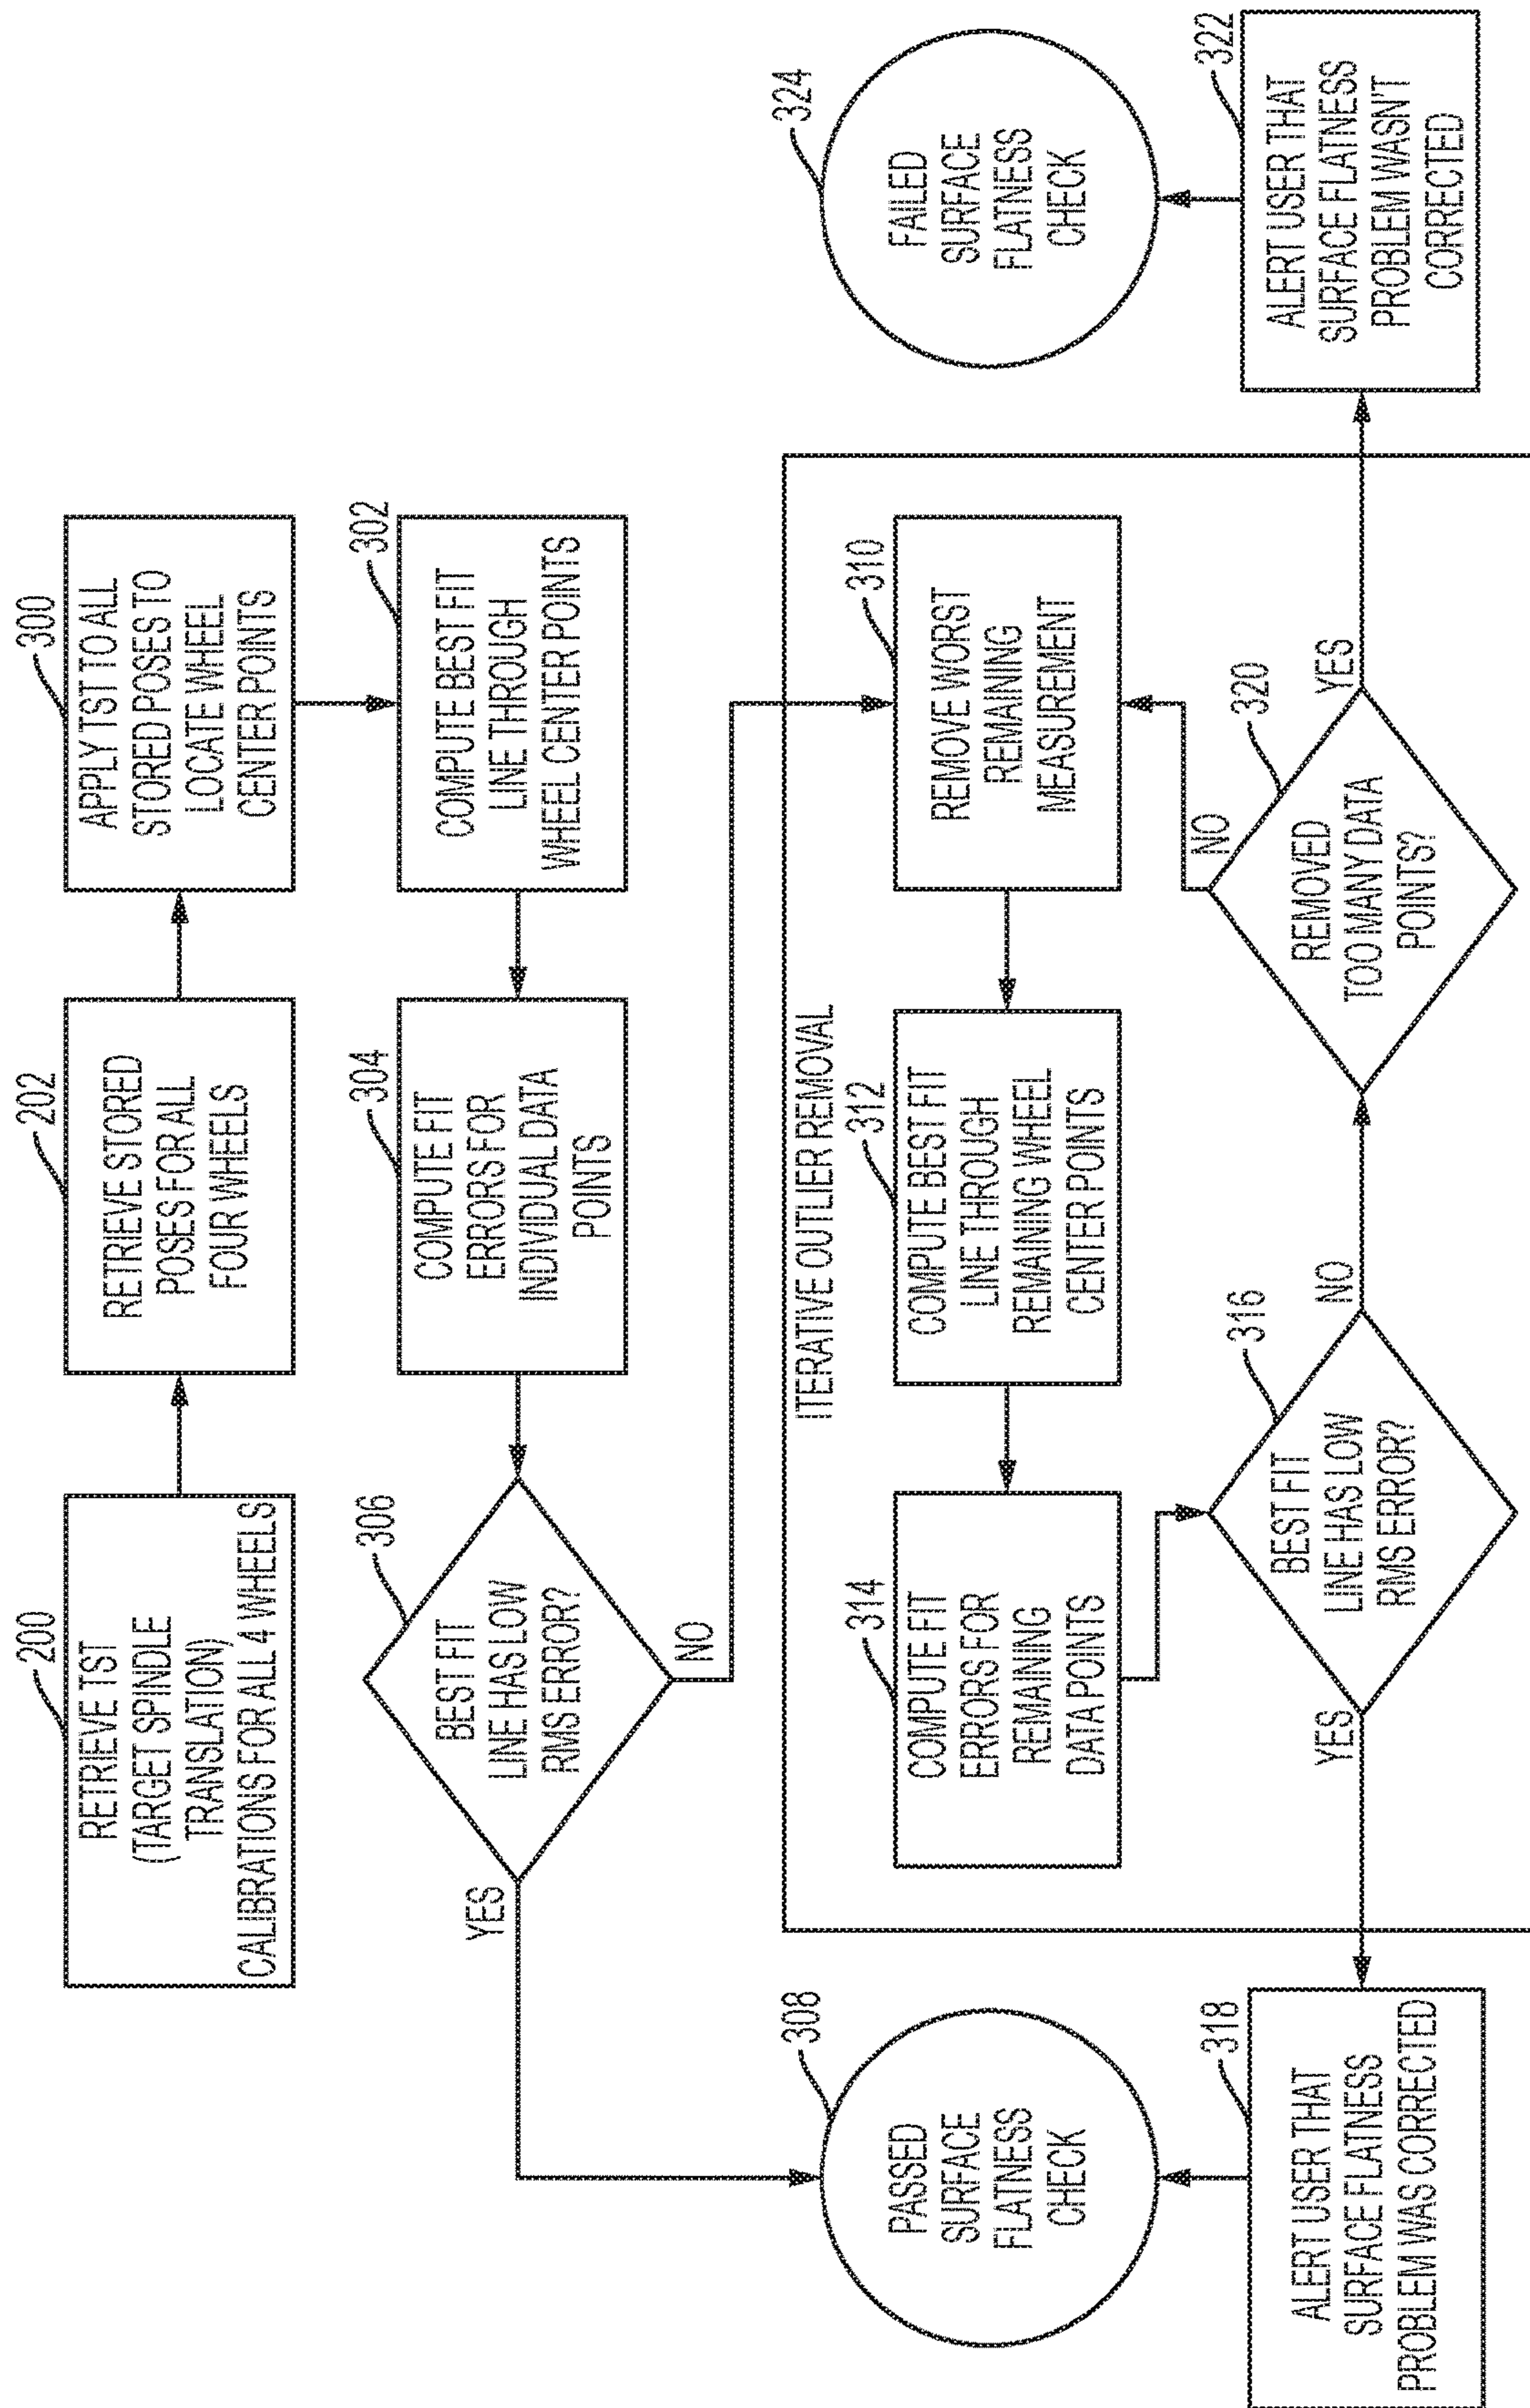 200
RETRIEVE TST
(TARGET SPINDLE
TRANSLATION)
CALIBRATIONS FOR ALL 4 WHEELS
202
RETRIEVE STORED
POSES FOR ALL
FOUR WHEELS
300
APPLY TST TO ALL
STORED POSES TO
LOCATE WHEEL
CENTER POINTS
302
COMPUTE BEST FIT
LINE THROUGH
WHEEL CENTER POINTS
304
COMPUTE FIT
ERRORS FOR
INDIVIDUAL DATA
POINTS
306
BEST FIT
LINE HAS LOW
RMS ERROR?
YES
NO
308
PASSED
SURFACE
FLATNESS
CHECK
ITERATIVE OUTLIER REMOVAL
310
REMOVE WORST
REMAINING
MEASUREMENT
312
COMPUTE BEST FIT
LINE THROUGH
REMAINING WHEEL
CENTER POINTS
314
COMPUTE FIT
ERRORS FOR
REMAINING
DATA POINTS
316
BEST FIT
LINE HAS LOW
RMS ERROR?
YES
NO
318
ALERT USER THAT
SURFACE FLATNESS
PROBLEM WAS CORRECTED
320
REMOVED
TOO MANY DATA
POINTS?
NO
YES
322
ALERT USER THAT
SURFACE FLATNESS
PROBLEM WASN'T
CORRECTED
324
FAILED
SURFACE
FLATNESS
CHECK